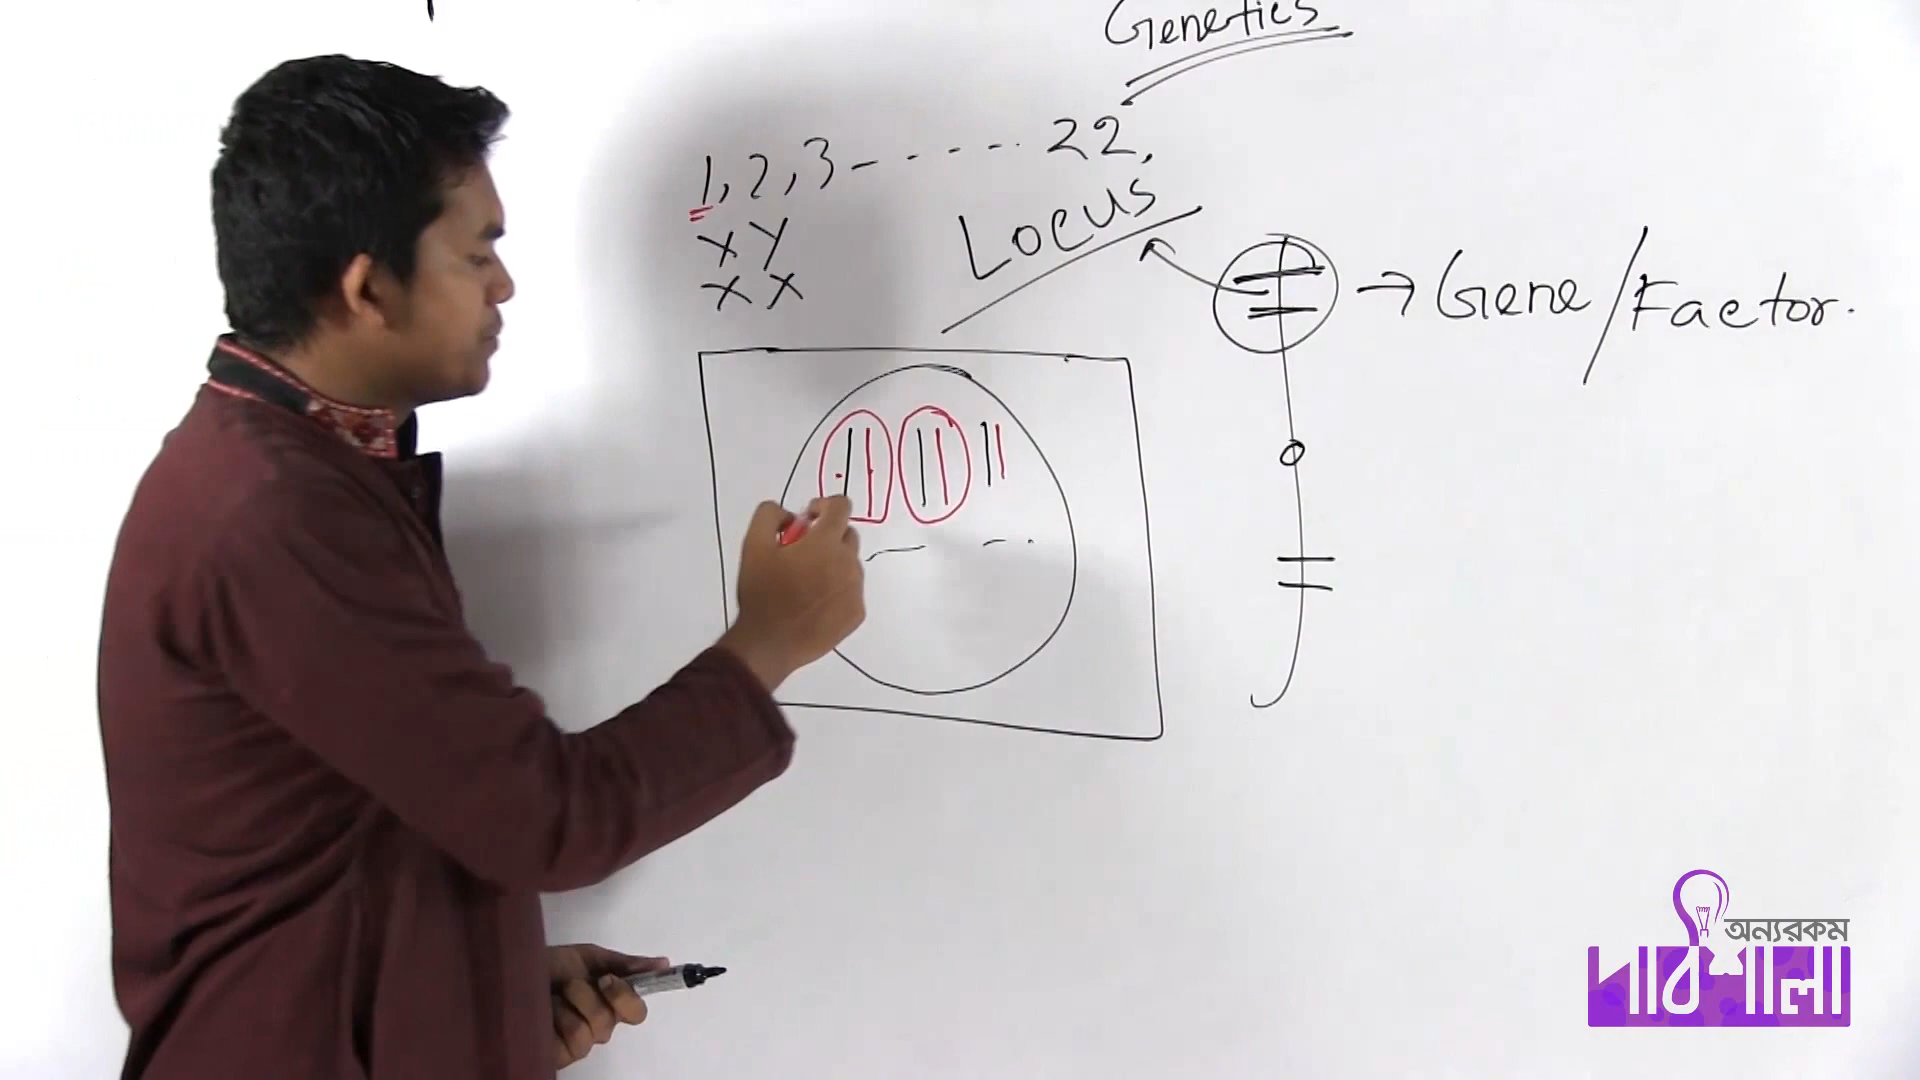 Genetics
1, 2, 3 - - - - - - 22,
XY
XX
Locus
→ Gene/Factor.
অন্যরকম
পাঠশালা